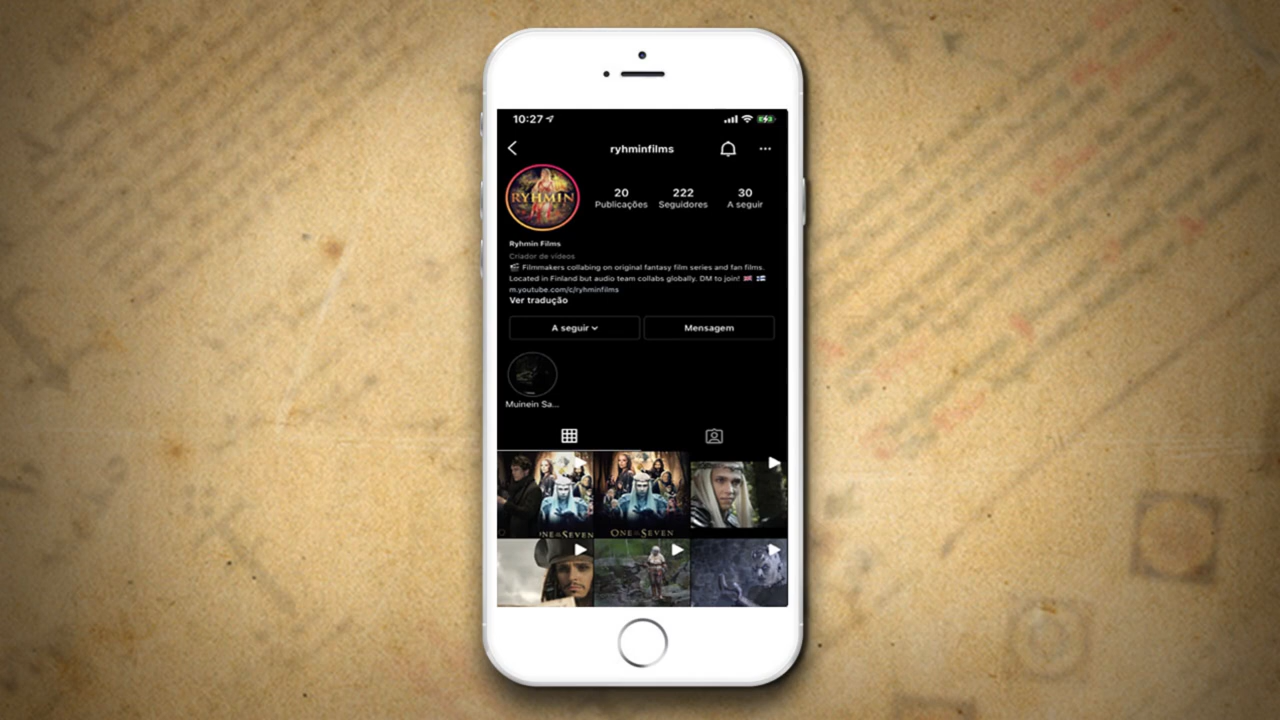 10:27
ryhminfilms
RYHMIN
20 222 30
Publicações Seguidores A seguir
Ryhmin Films
Criador de vídeos
🎬 Filmmakers collabing on original fantasy film series and fan films.
Located in Finland but audio team collabs globally. DM to join! 🇬🇧 🇫🇮
m.youtube.com/c/ryhminfilms
Ver tradução
A seguir Mensagem
Muinein Sa...
NE SEVEN ONE SEVEN